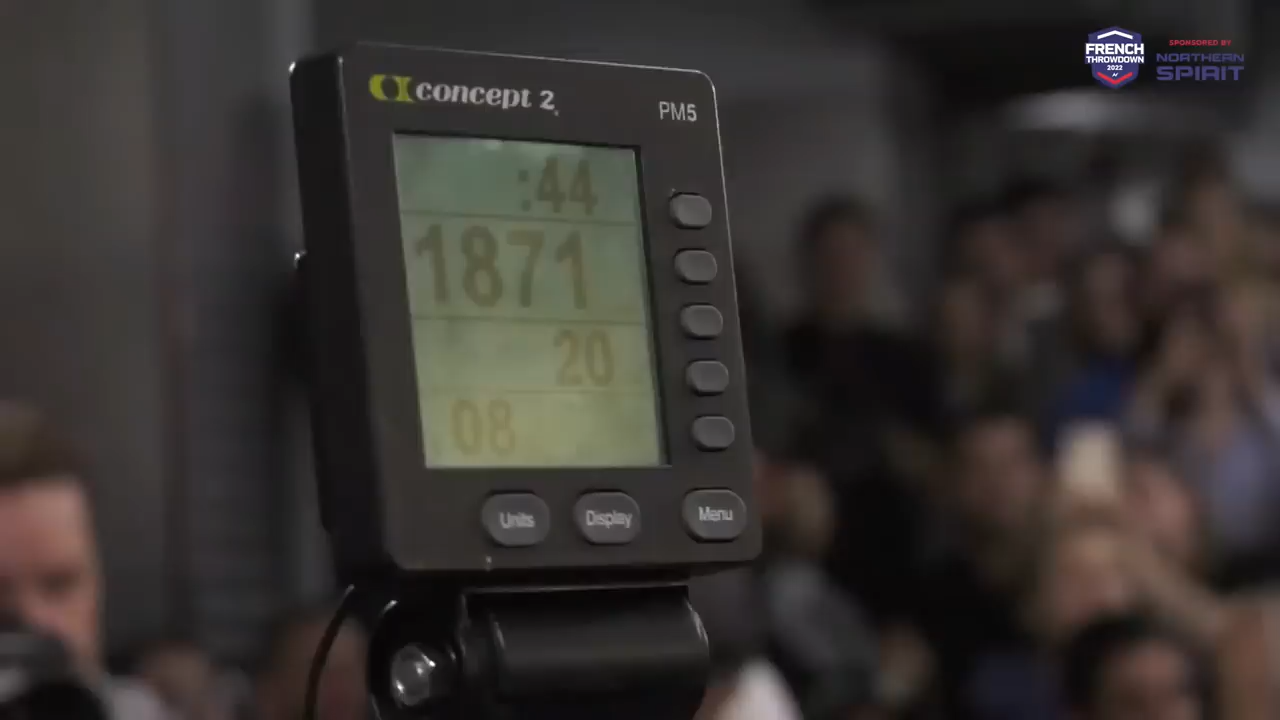 FRENCH
THROWDOWN
2022
SPONSORED BY
NORTHERN
SPIRIT
concept 2
PM5
:44
1871
20
08
Units
Display
Menu